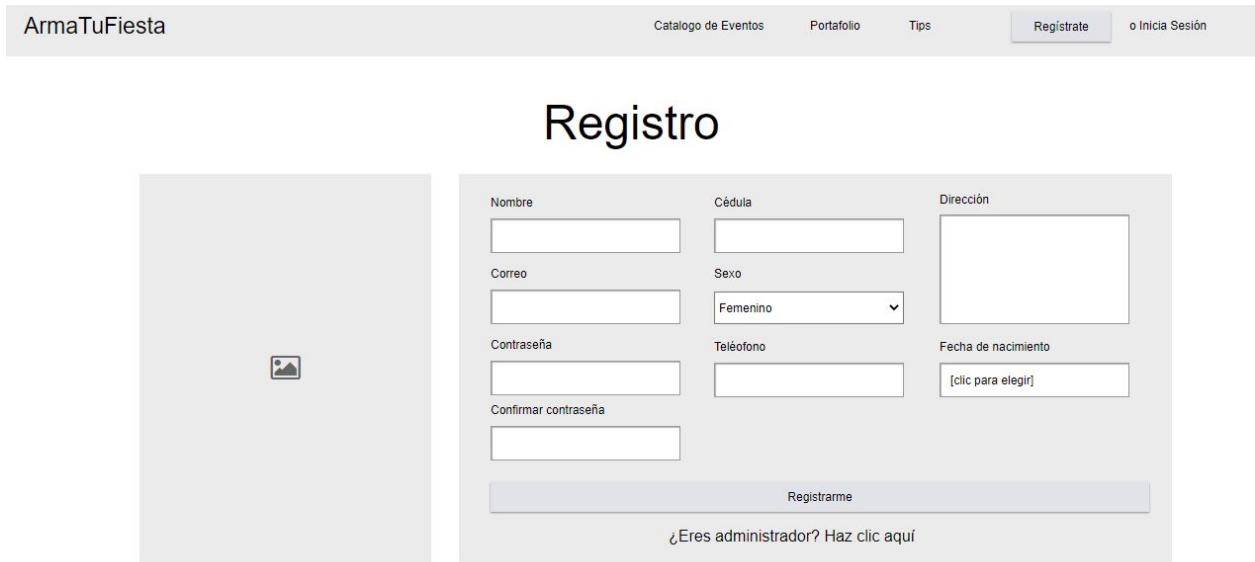 ArmaTuFiesta
Catalogo de Eventos
Portafolio
Tips
Regístrate
o Inicia Sesión
Registro
Nombre
Cédula
Dirección
Correo
Sexo
Femenino
Contraseña
Teléofono
Fecha de nacimiento
[clic para elegir]
Confirmar contraseña
Registrarme
¿Eres administrador? Haz clic aquí